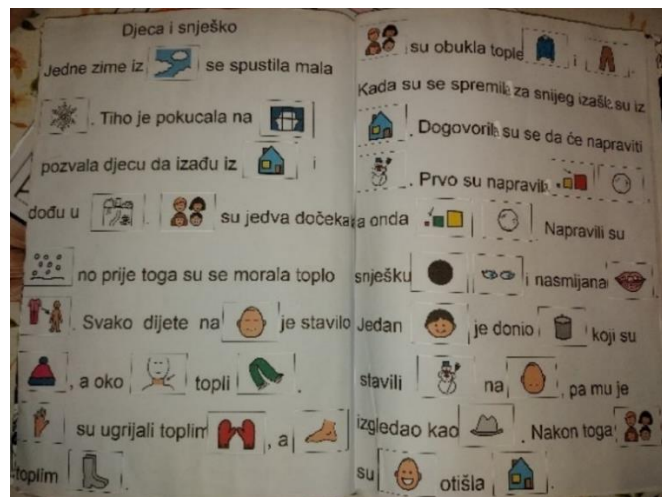 Djeca i snješko
Jedne zime iz se spustila mala
. Tiho je pokucala na
pozvala djecu da izađu iz i
dođu u . su jedva dočekala
no prije toga su se morala toplo
. Svako dijete na je stavilo
, a oko topli .
su ugrijali toplim , a
toplim .
su obukla tople i .
Kada su se spremila za snijeg izašla su iz
. Dogovorili su se da će napraviti
. Prvo su napravili
a onda . Napravili su
snješku i nasmijana .
Jedan je donio koji su
stavili na , pa mu je
izgledao kao . Nakon toga
su otišla .